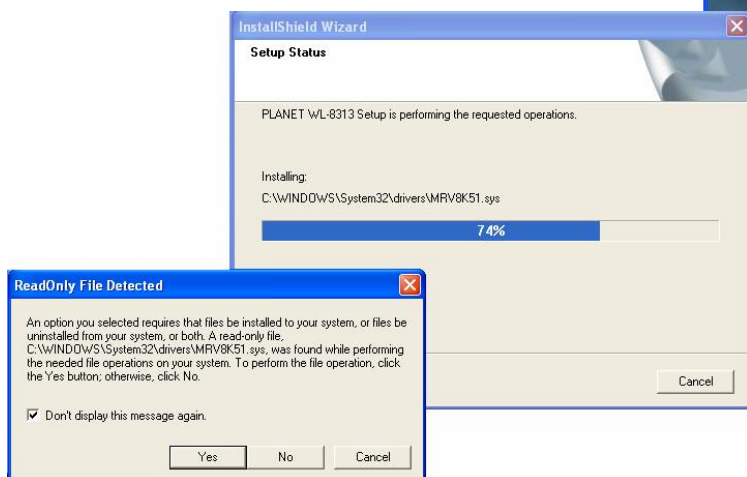 InstallShield Wizard
Setup Status
PLANET WL-8313 Setup is performing the requested operations.
Installing:
C:\WINDOWS\System32\drivers\MRV8K51.sys
74%
Cancel
ReadOnly File Detected
An option you selected requires that files be installed to your system, or files be
uninstalled from your system, or both. A read-only file,
C:\WINDOWS\System32\drivers\MRV8K51.sys, was found while performing
the needed file operations on your system. To perform the file operation, click
the Yes button; otherwise, click No.
Don't display this message again.
Yes No Cancel